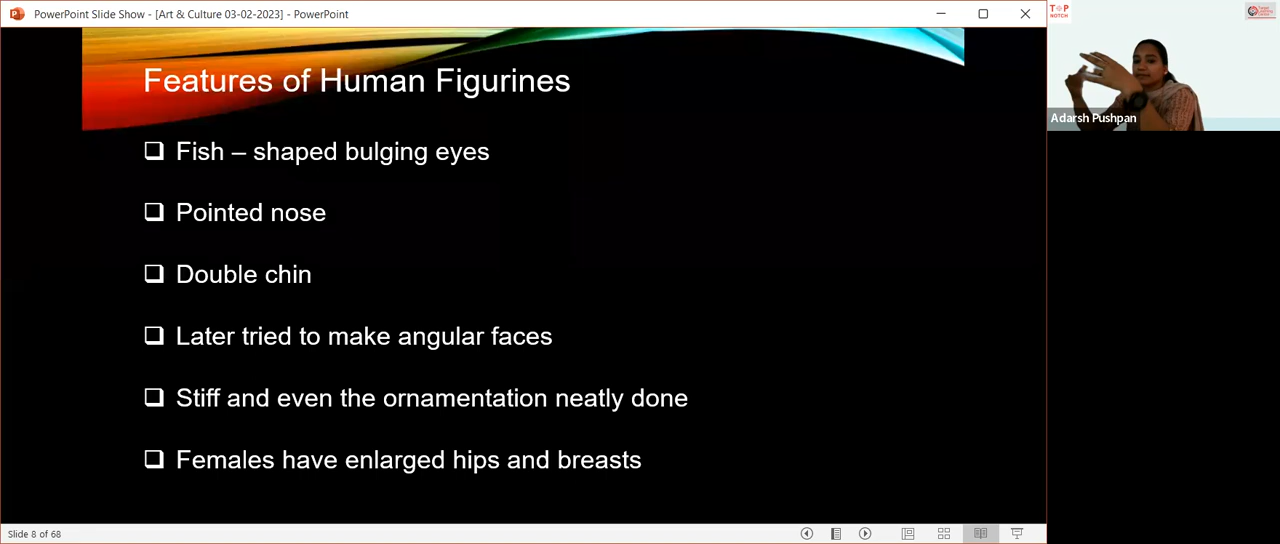 PowerPoint Slide Show - [Art & Culture 03-02-2023] - PowerPoint
T P
NOTCH
Features of Human Figurines
Adarsh Pushpan
❑ Fish – shaped bulging eyes
❑ Pointed nose
❑ Double chin
❑ Later tried to make angular faces
❑ Stiff and even the ornamentation neatly done
❑ Females have enlarged hips and breasts
Slide 8 of 68